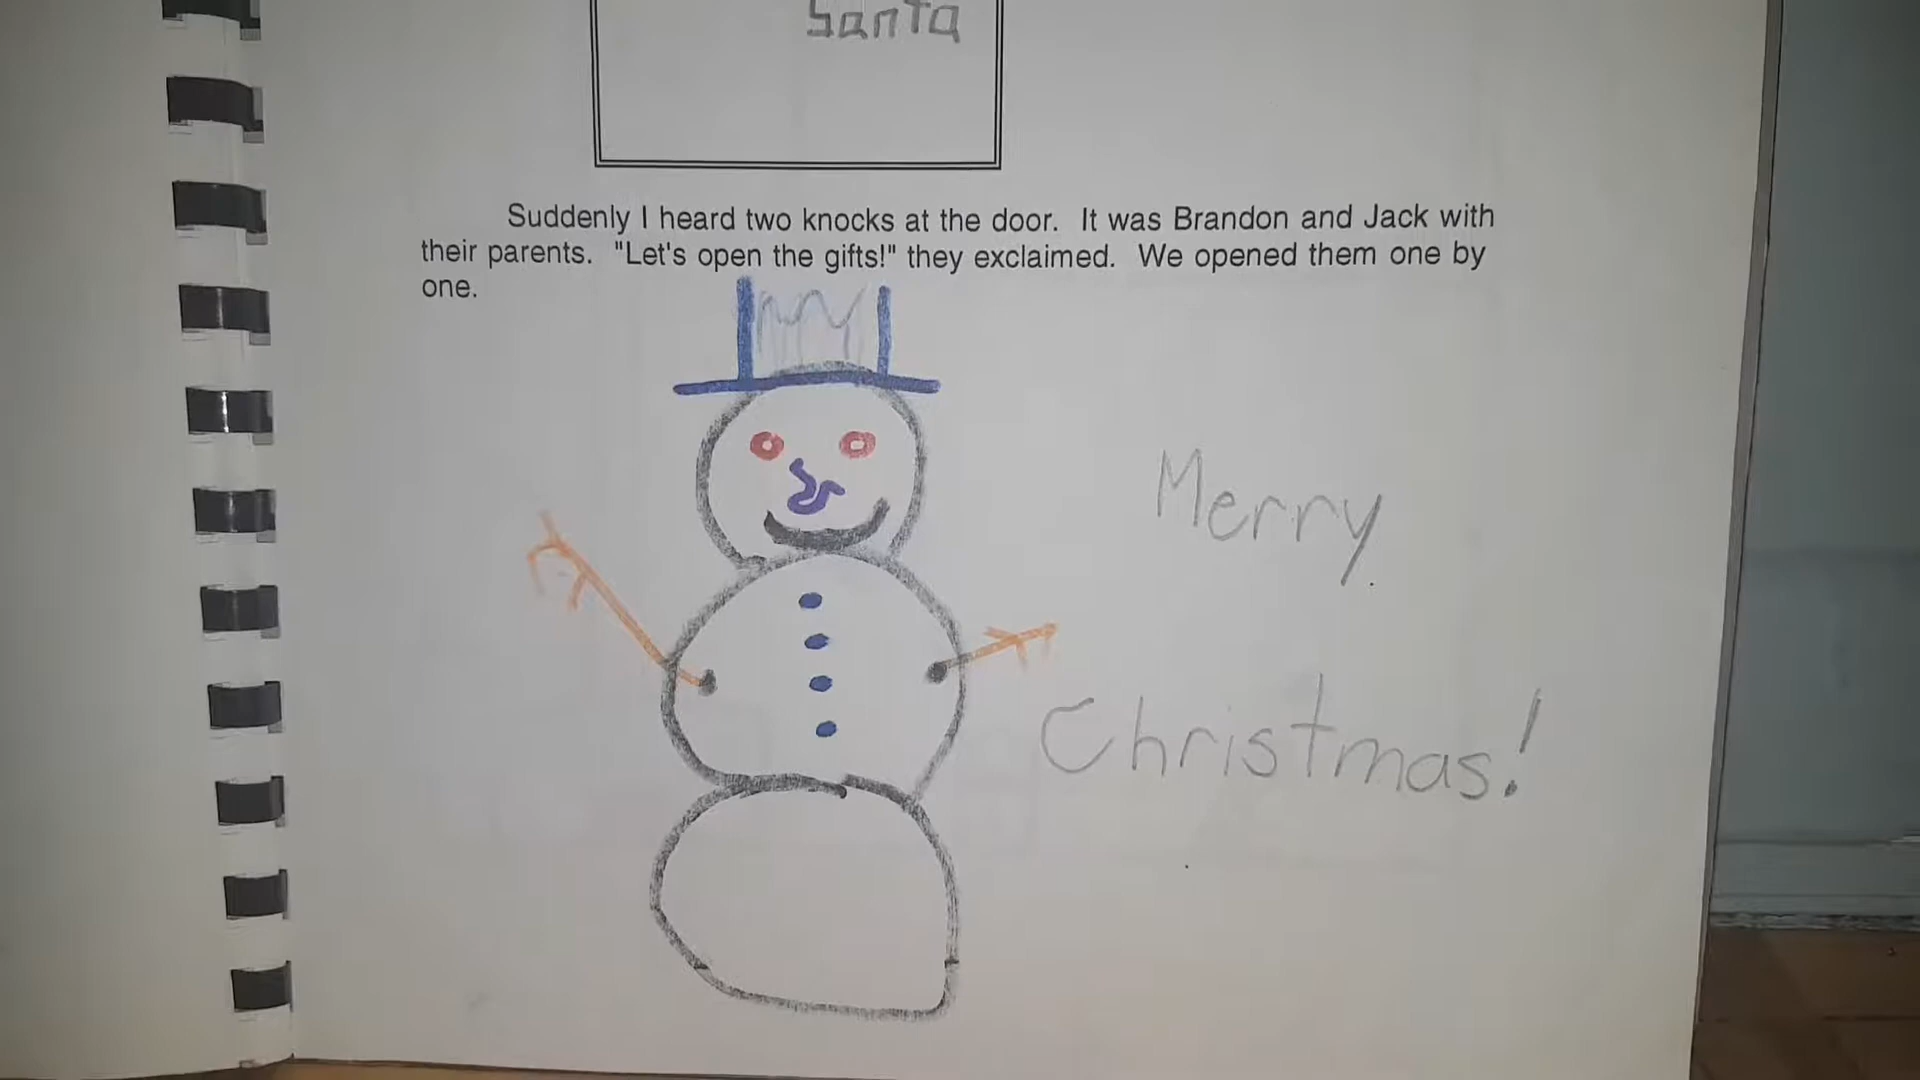 Santa
Suddenly I heard two knocks at the door. It was Brandon and Jack with
their parents. "Let's open the gifts!" they exclaimed. We opened them one by
one.
Merry
Christmas!